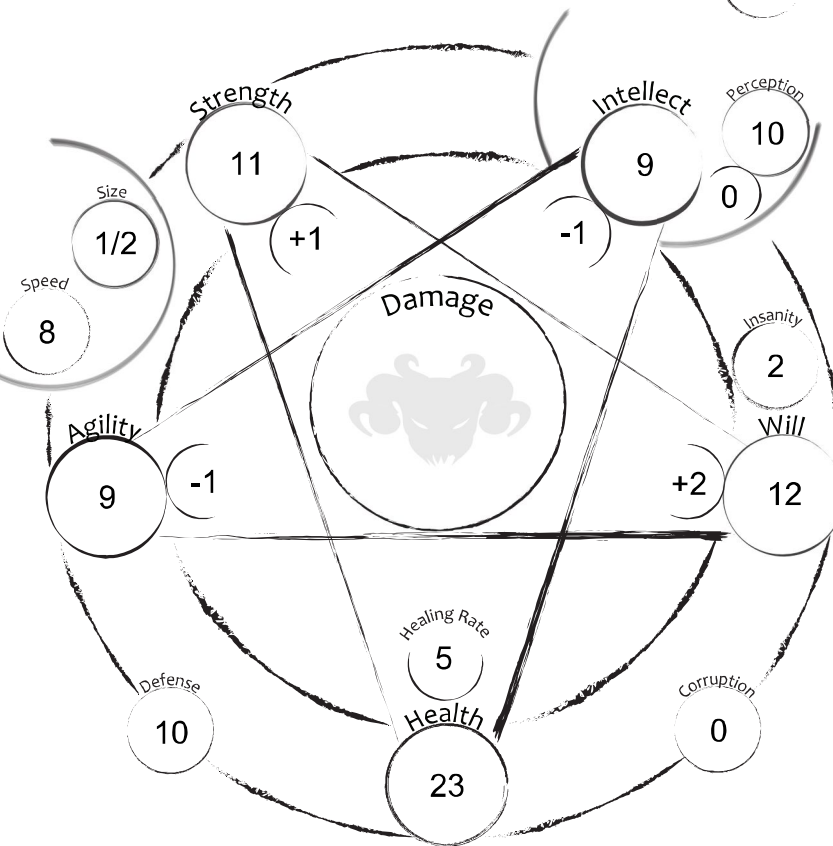 Strength
11
+1
Intellect
9
-1
Perception
10
0
Size
1/2
Speed
8
Damage
Insanity
2
Agility
9
-1
Will
12
+2
Healing Rate
5
Health
23
Defense
10
Corruption
0